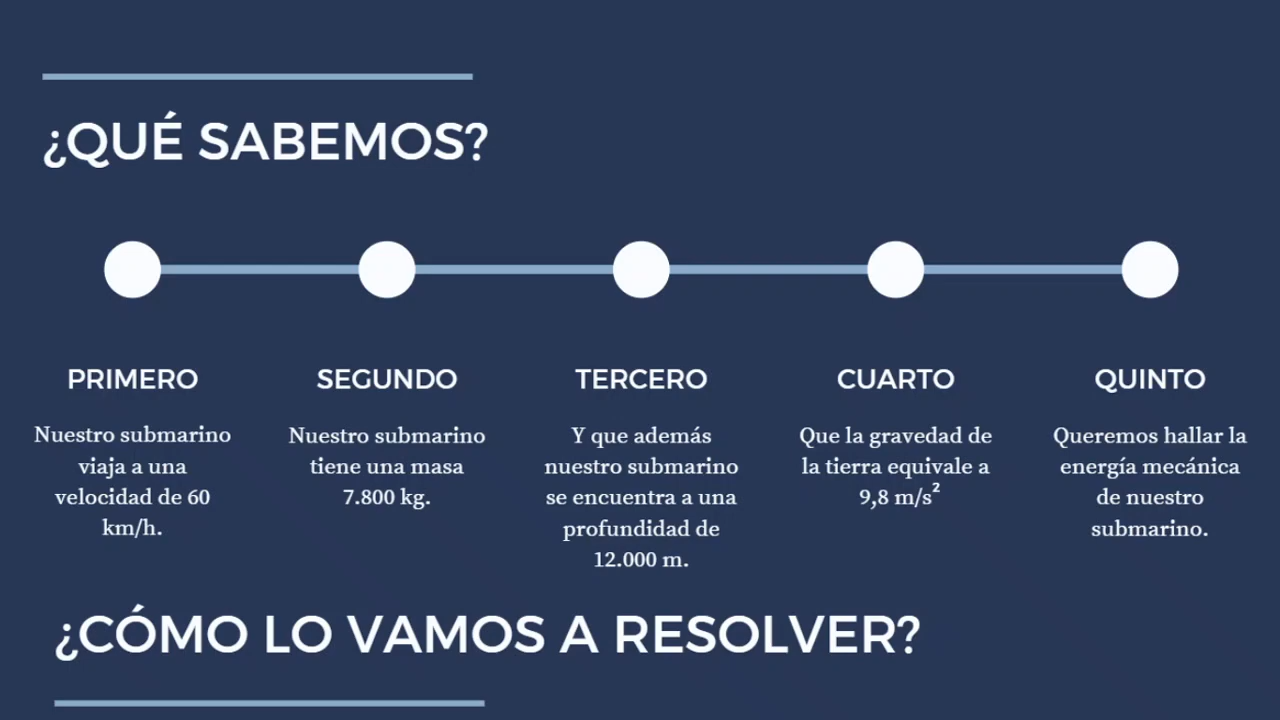 ¿QUÉ SABEMOS?
PRIMERO
Nuestro submarino
viaja a una
velocidad de 60
km/h.
SEGUNDO
Nuestro submarino
tiene una masa
7.800 kg.
TERCERO
Y que además
nuestro submarino
se encuentra a una
profundidad de
12.000 m.
CUARTO
Que la gravedad de
la tierra equivale a
9,8 m/s²
QUINTO
Queremos hallar la
energía mecánica
de nuestro
submarino.
¿CÓMO LO VAMOS A RESOLVER?